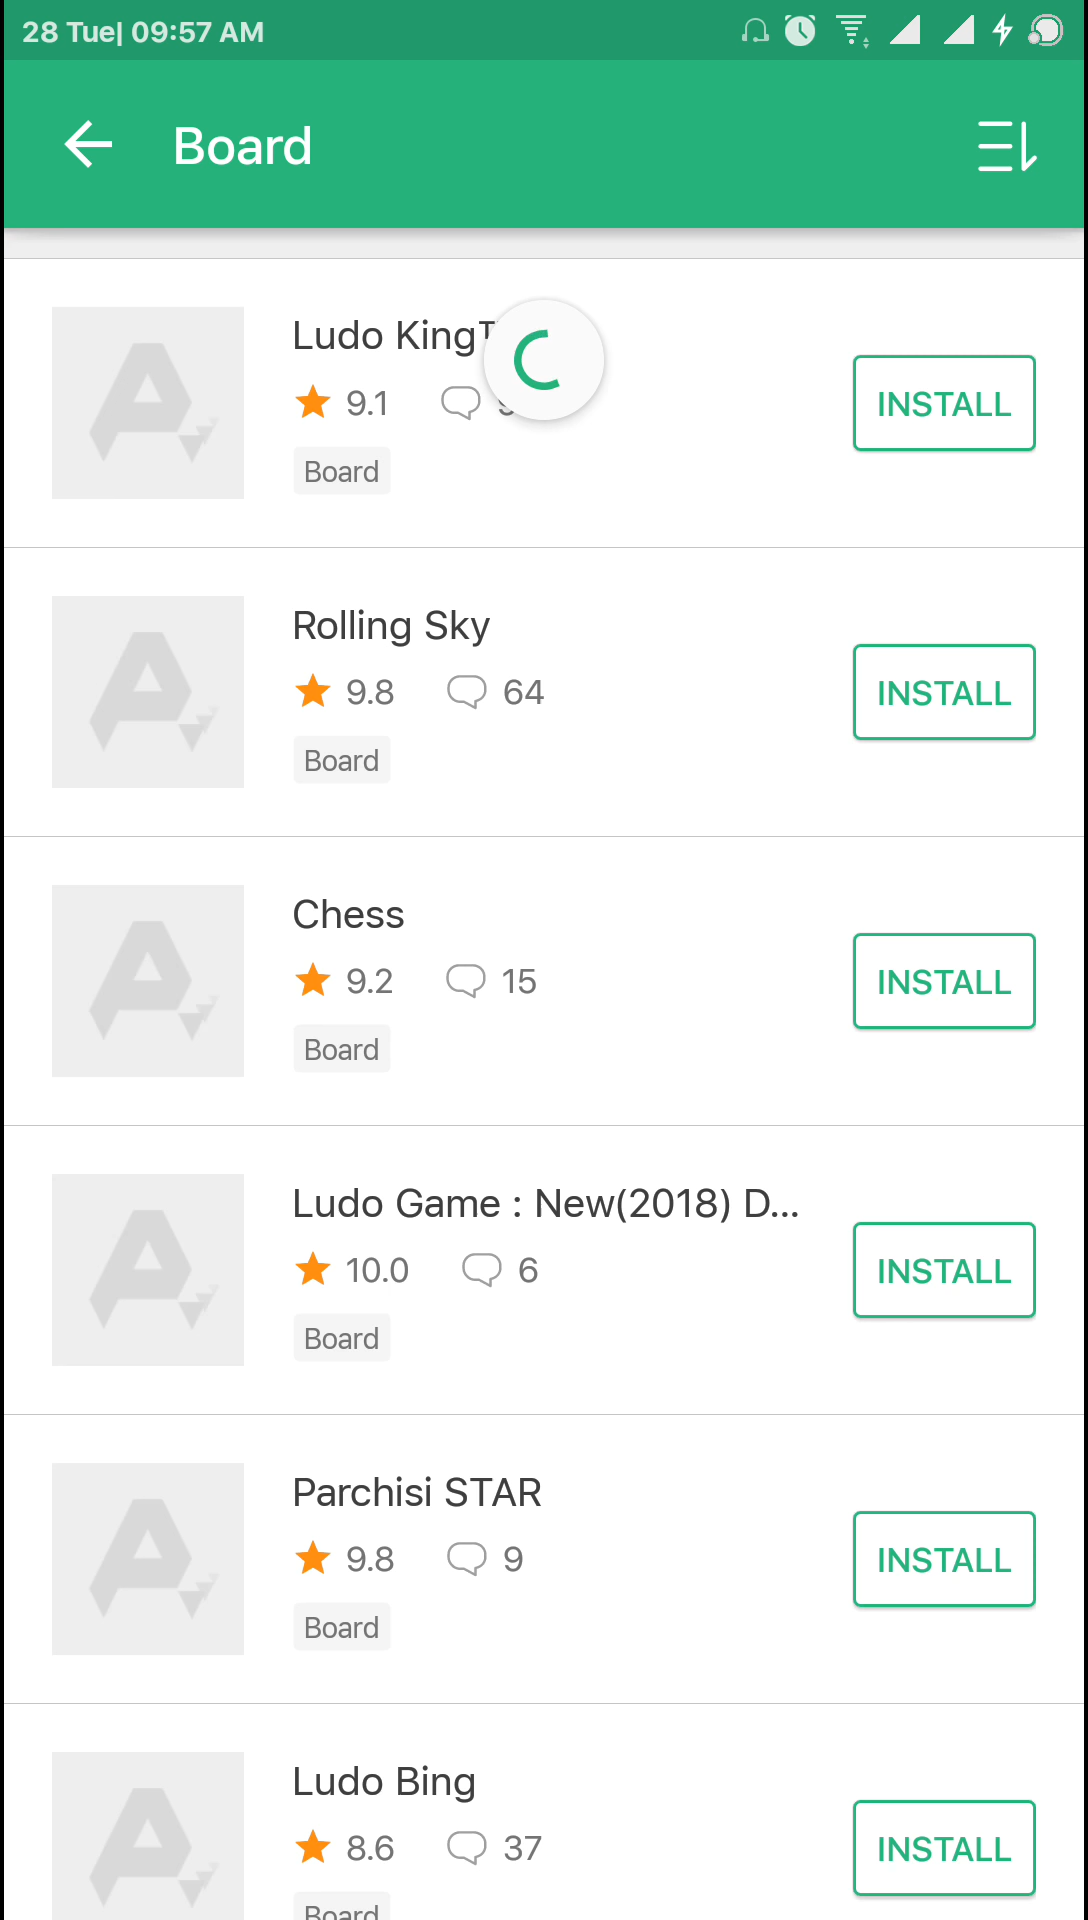 28 Tue| 09:57 AM
Board
Ludo King
9.1
Board
INSTALL
Rolling Sky
9.8 64
Board
INSTALL
Chess
9.2 15
Board
INSTALL
Ludo Game : New(2018) D...
10.0 6
Board
INSTALL
Parchisi STAR
9.8 9
Board
INSTALL
Ludo Bing
8.6 37
Board
INSTALL